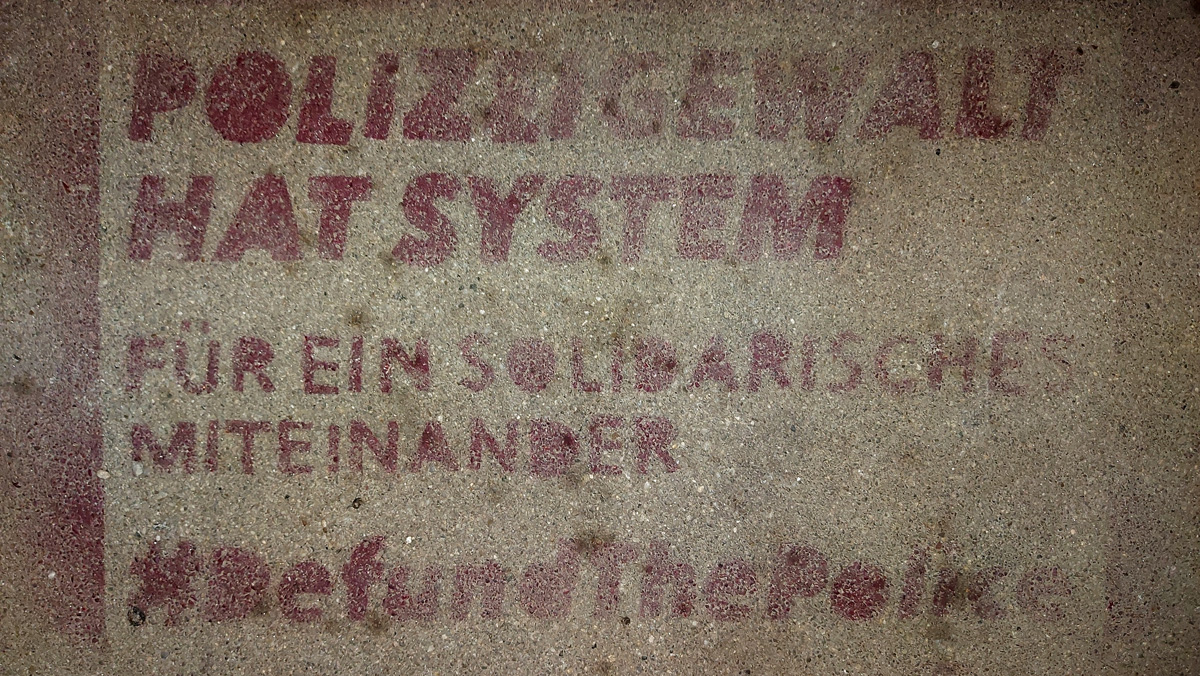 POLIZEIGEWALT
HAT SYSTEM
FÜR EIN SOLIDARISCHES
MITEINANDER
#DefundThePolice